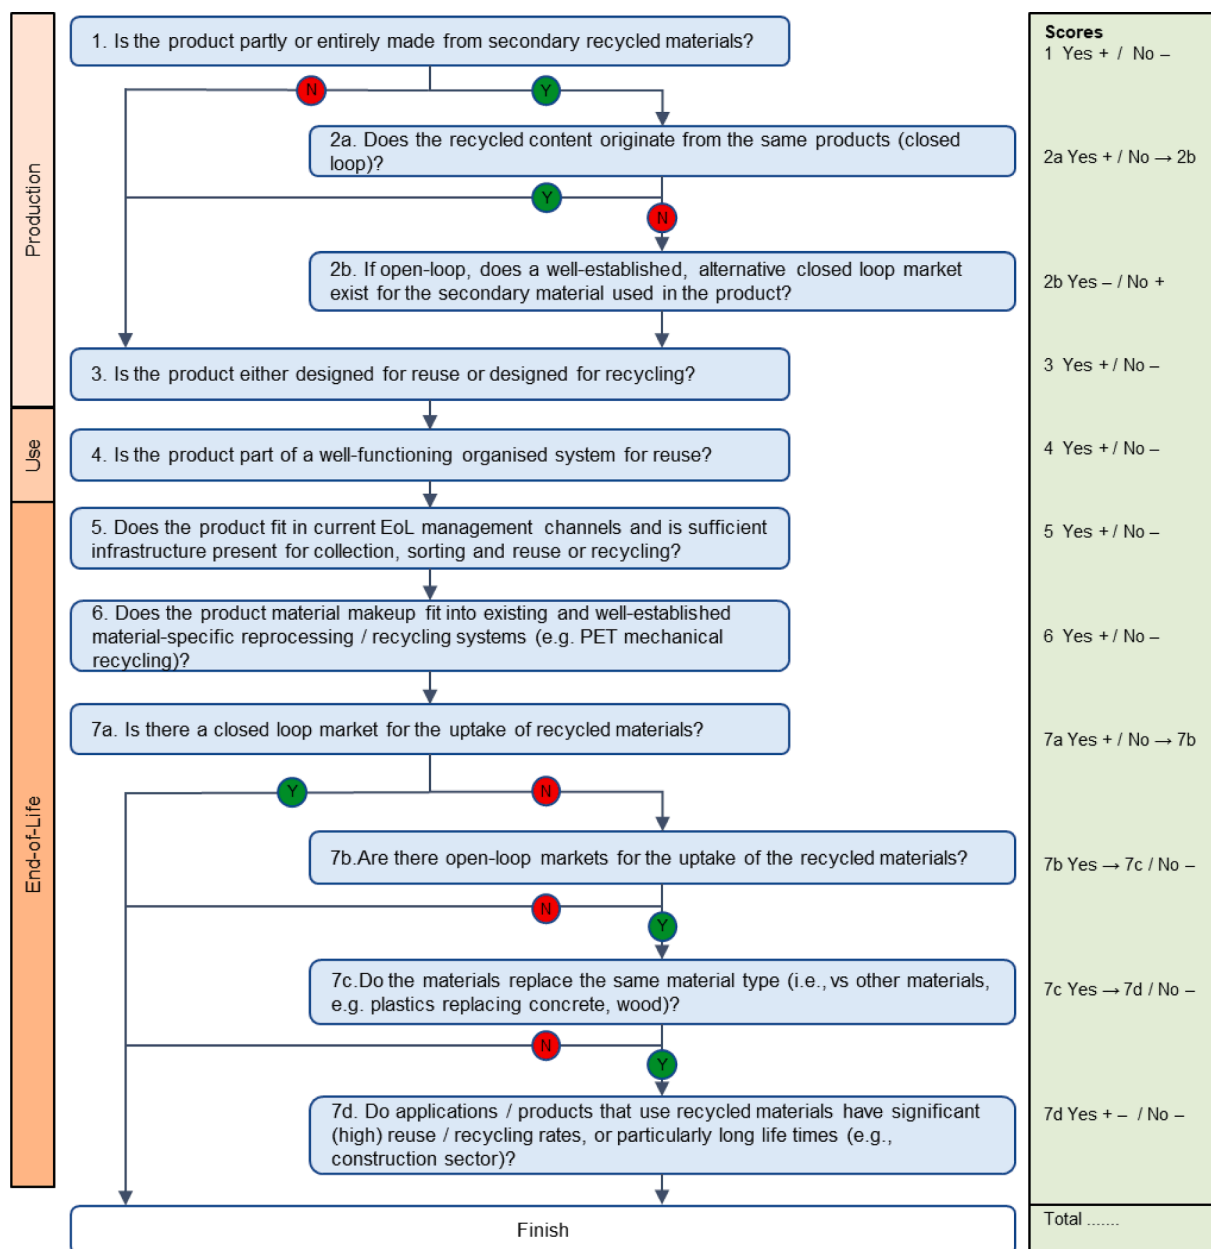 1. Is the product partly or entirely made from secondary recycled materials?
N
Y
2a. Does the recycled content originate from the same products (closed
loop)?
Y
N
2b. If open-loop, does a well-established, alternative closed loop market
exist for the secondary material used in the product?
3. Is the product either designed for reuse or designed for recycling?
Production
4. Is the product part of a well-functioning organised system for reuse?
Use
5. Does the product fit in current EoL management channels and is sufficient
infrastructure present for collection, sorting and reuse or recycling?
6. Does the product material makeup fit into existing and well-established
material-specific reprocessing / recycling systems (e.g. PET mechanical
recycling)?
7a. Is there a closed loop market for the uptake of recycled materials?
Y
N
7b.Are there open-loop markets for the uptake of the recycled materials?
N
Y
7c.Do the materials replace the same material type (i.e., vs other materials,
e.g. plastics replacing concrete, wood)?
N
Y
7d. Do applications / products that use recycled materials have significant
(high) reuse / recycling rates, or particularly long life times (e.g.,
construction sector)?
End-of-Life
Finish
Scores
1 Yes + / No –
2a Yes + / No → 2b
2b Yes – / No +
3 Yes + / No –
4 Yes + / No –
5 Yes + / No –
6 Yes + / No –
7a Yes + / No → 7b
7b Yes → 7c / No –
7c Yes → 7d / No –
7d Yes + – / No –
Total .......